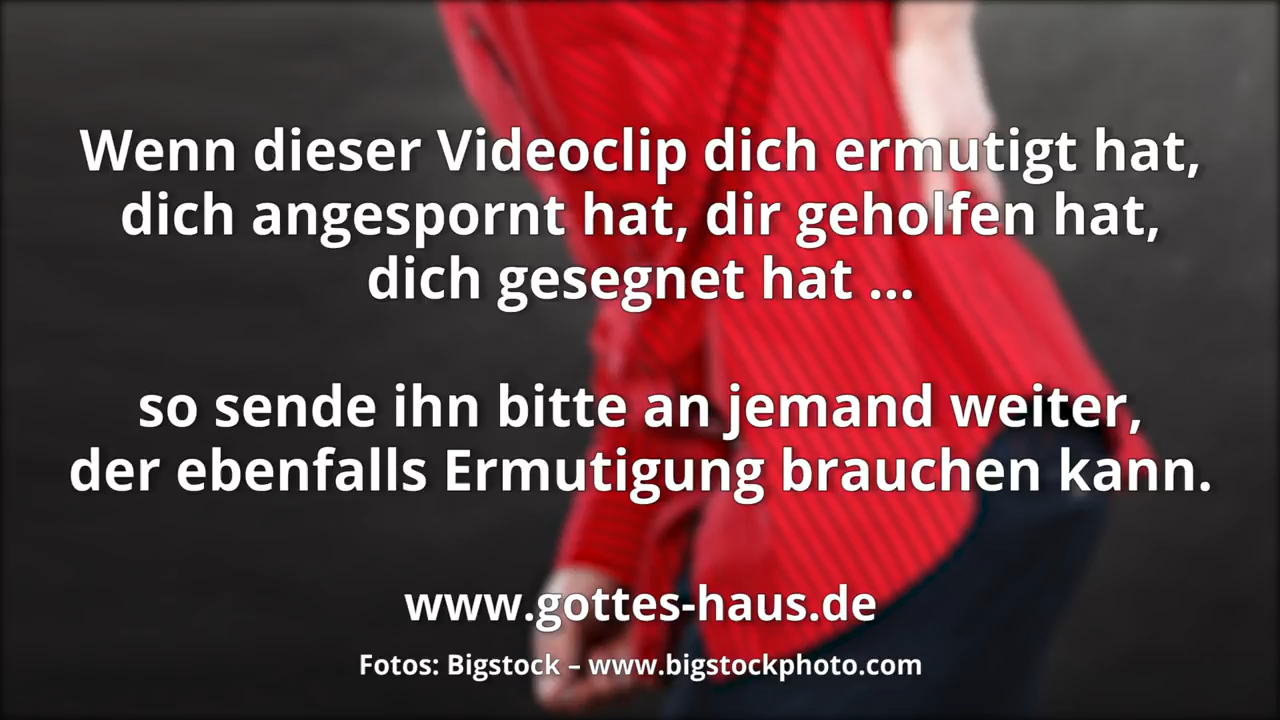 Wenn dieser Videoclip dich ermutigt hat,
dich angespornt hat, dir geholfen hat,
dich gesegnet hat ...
so sende ihn bitte an jemand weiter,
der ebenfalls Ermutigung brauchen kann.
www.gottes-haus.de
Fotos: Bigstock – www.bigstockphoto.com